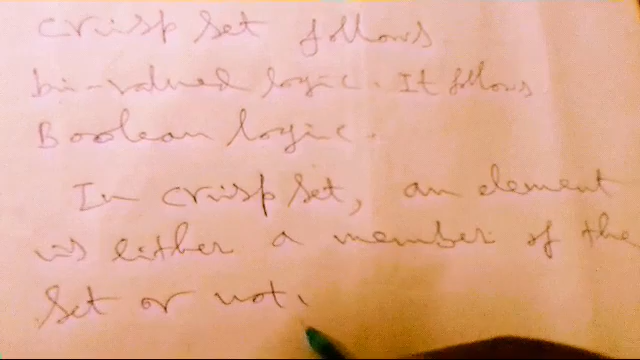 Crisp Set follows
bi-valued logic. It follows
Boolean logic.
In Crisp Set, an element
is either a member of the
Set or not.